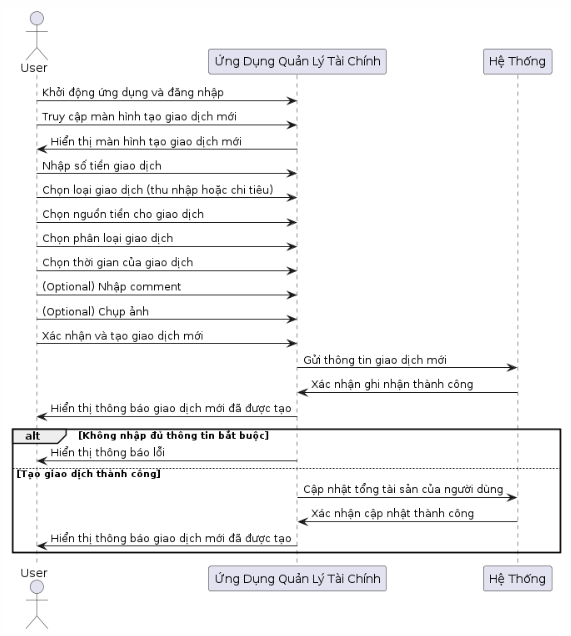 User
Ứng Dụng Quản Lý Tài Chính
Hệ Thống
Khởi động ứng dụng và đăng nhập
Truy cập màn hình tạo giao dịch mới
Hiển thị màn hình tạo giao dịch mới
Nhập số tiền giao dịch
Chọn loại giao dịch (thu nhập hoặc chi tiêu)
Chọn nguồn tiền cho giao dịch
Chọn phân loại giao dịch
Chọn thời gian của giao dịch
(Optional) Nhập comment
(Optional) Chụp ảnh
Xác nhận và tạo giao dịch mới
Gửi thông tin giao dịch mới
Xác nhận ghi nhận thành công
Hiển thị thông báo giao dịch mới đã được tạo
alt [Không nhập đủ thông tin bắt buộc]
Hiển thị thông báo lỗi
[Tạo giao dịch thành công]
Cập nhật tổng tài sản của người dùng
Xác nhận cập nhật thành công
Hiển thị thông báo giao dịch mới đã được tạo
User
Ứng Dụng Quản Lý Tài Chính
Hệ Thống